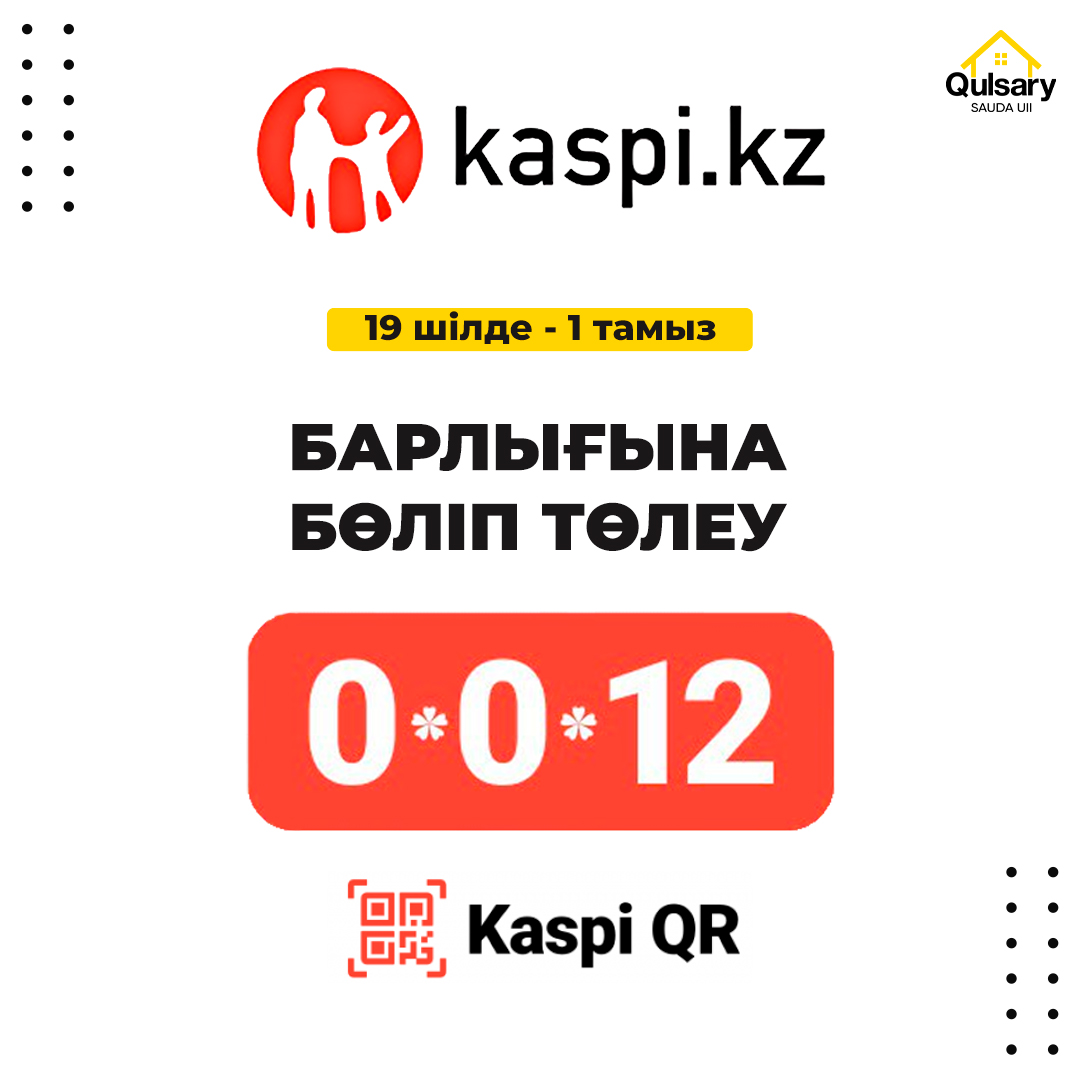 Qulsary
SAUDA UII
kaspi.kz
19 шілде - 1 тамыз
БАРЛЫҒЫНА
БӨЛІП ТӨЛЕУ
0*0*12
Kaspi QR